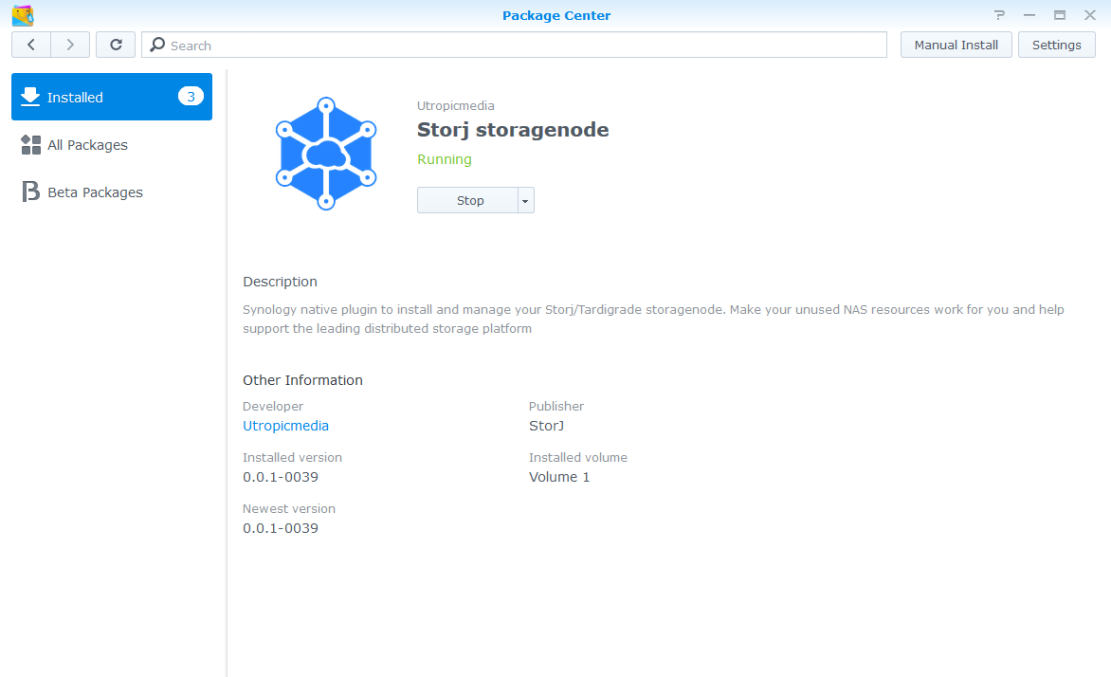 Package Center
Search
Manual Install
Settings
Installed
3
All Packages
Beta Packages
Utropicmedia
Storj storagenode
Running
Stop
Description
Synology native plugin to install and manage your Storj/Tardigrade storagenode. Make your unused NAS resources work for you and help
support the leading distributed storage platform
Other Information
Developer
Publisher
Utropicmedia
StorJ
Installed version
Installed volume
0.0.1-0039
Volume 1
Newest version
0.0.1-0039